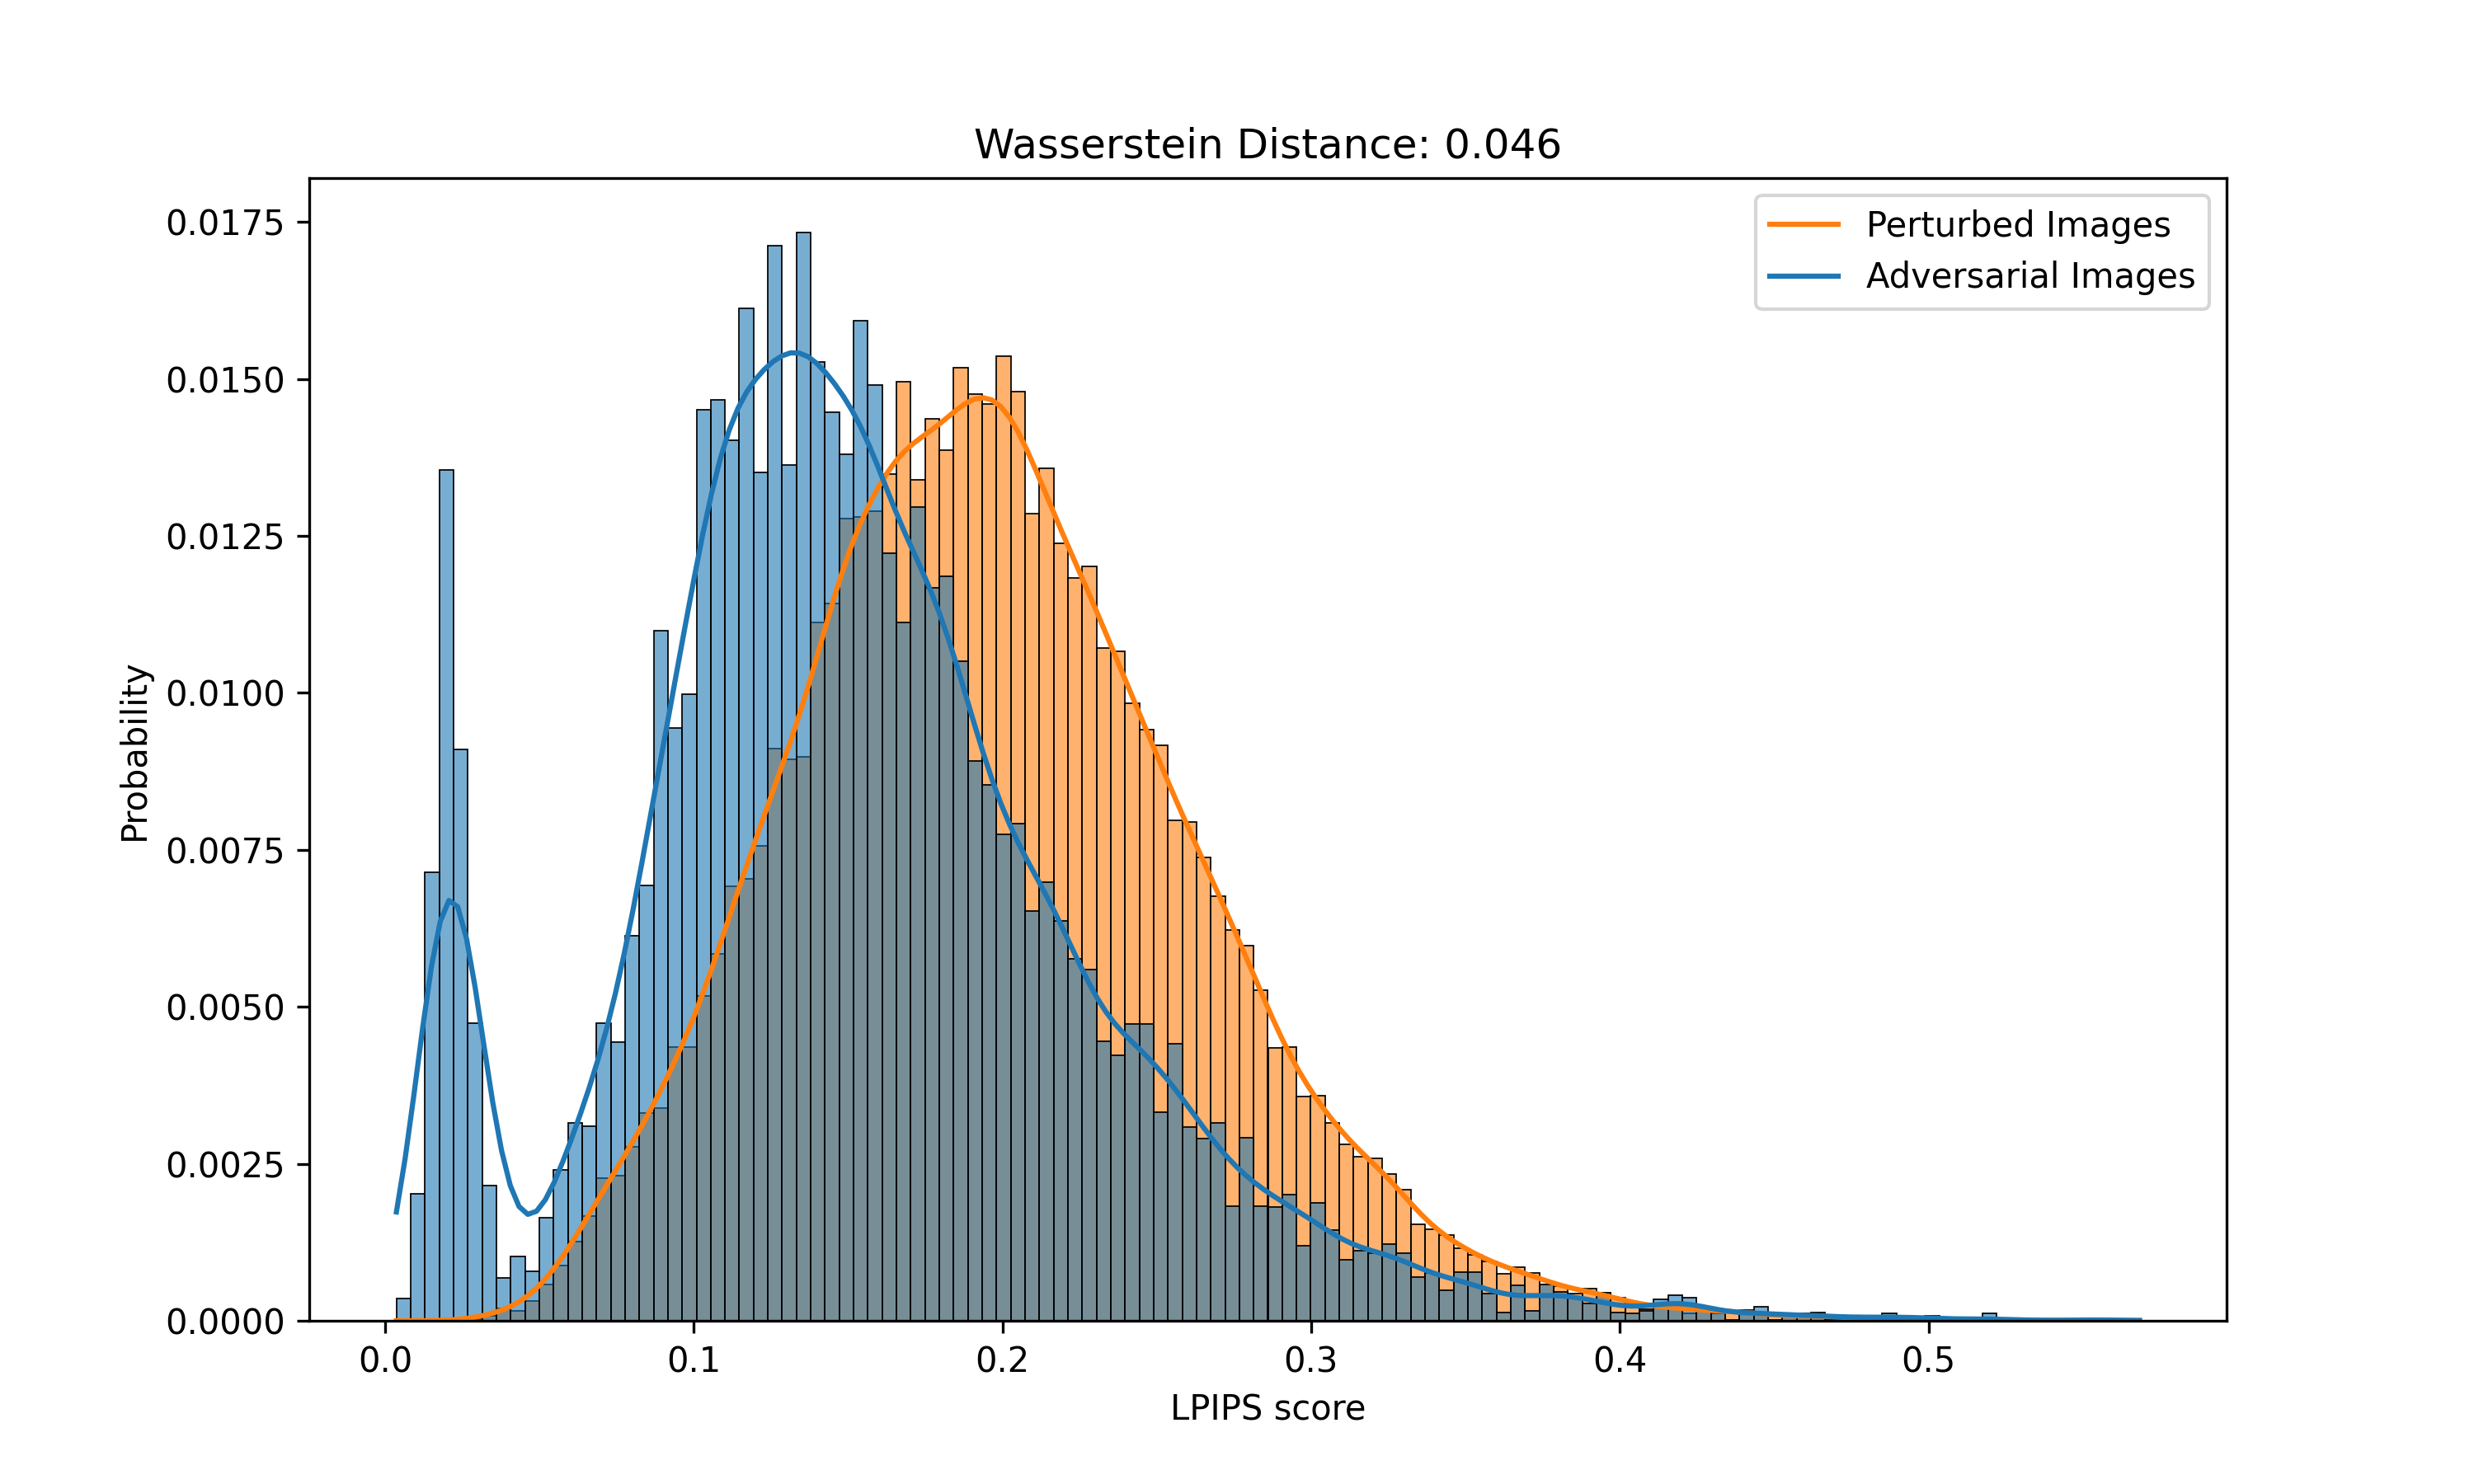 Wasserstein Distance: 0.046
Perturbed Images
Adversarial Images
0.0175
0.0150
0.0125
0.0100
0.0075
0.0050
0.0025
0.0000
Probability
0.0 0.1 0.2 0.3 0.4 0.5
LPIPS score